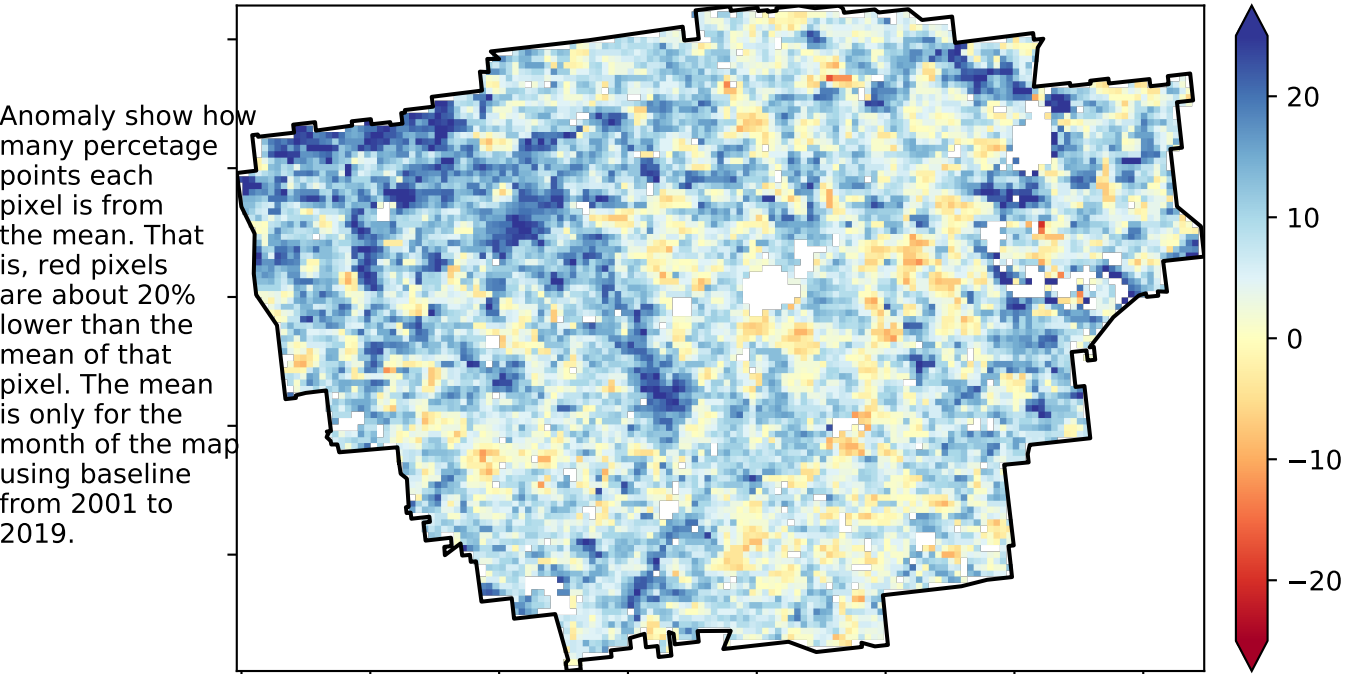 Anomaly show how
many percetage
points each
pixel is from
the mean. That
is, red pixels
are about 20%
lower than the
mean of that
pixel. The mean
is only for the
month of the map
using baseline
from 2001 to
2019.
20
10
0
−10
−20